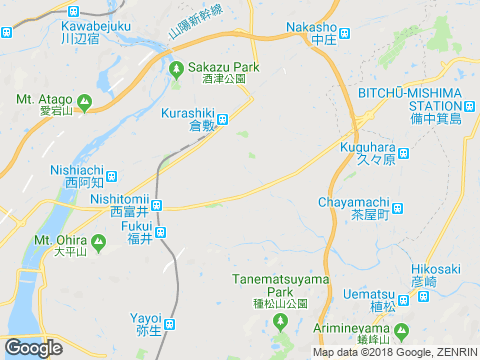 Kawabejuku
川辺宿
山陽新幹線
Nakasho
中庄
Sakazu Park
酒津公園
Mt. Atago
愛宕山
BITCHŪ-MISHIMA
STATION
備中箕島
Kurashiki
倉敷
Kuguhara
久々原
Nishiachi
西阿知
Nishitomii
西富井
Chayamachi
茶屋町
Fukui
福井
Mt. Ohira
大平山
Hikosaki
彦崎
Tanematsuyama
Park
種松山公園
Uematsu
植松
Yayoi
弥生
Arimineyama
蟻峰山
Google
Map data ©2018 Google, ZENRIN